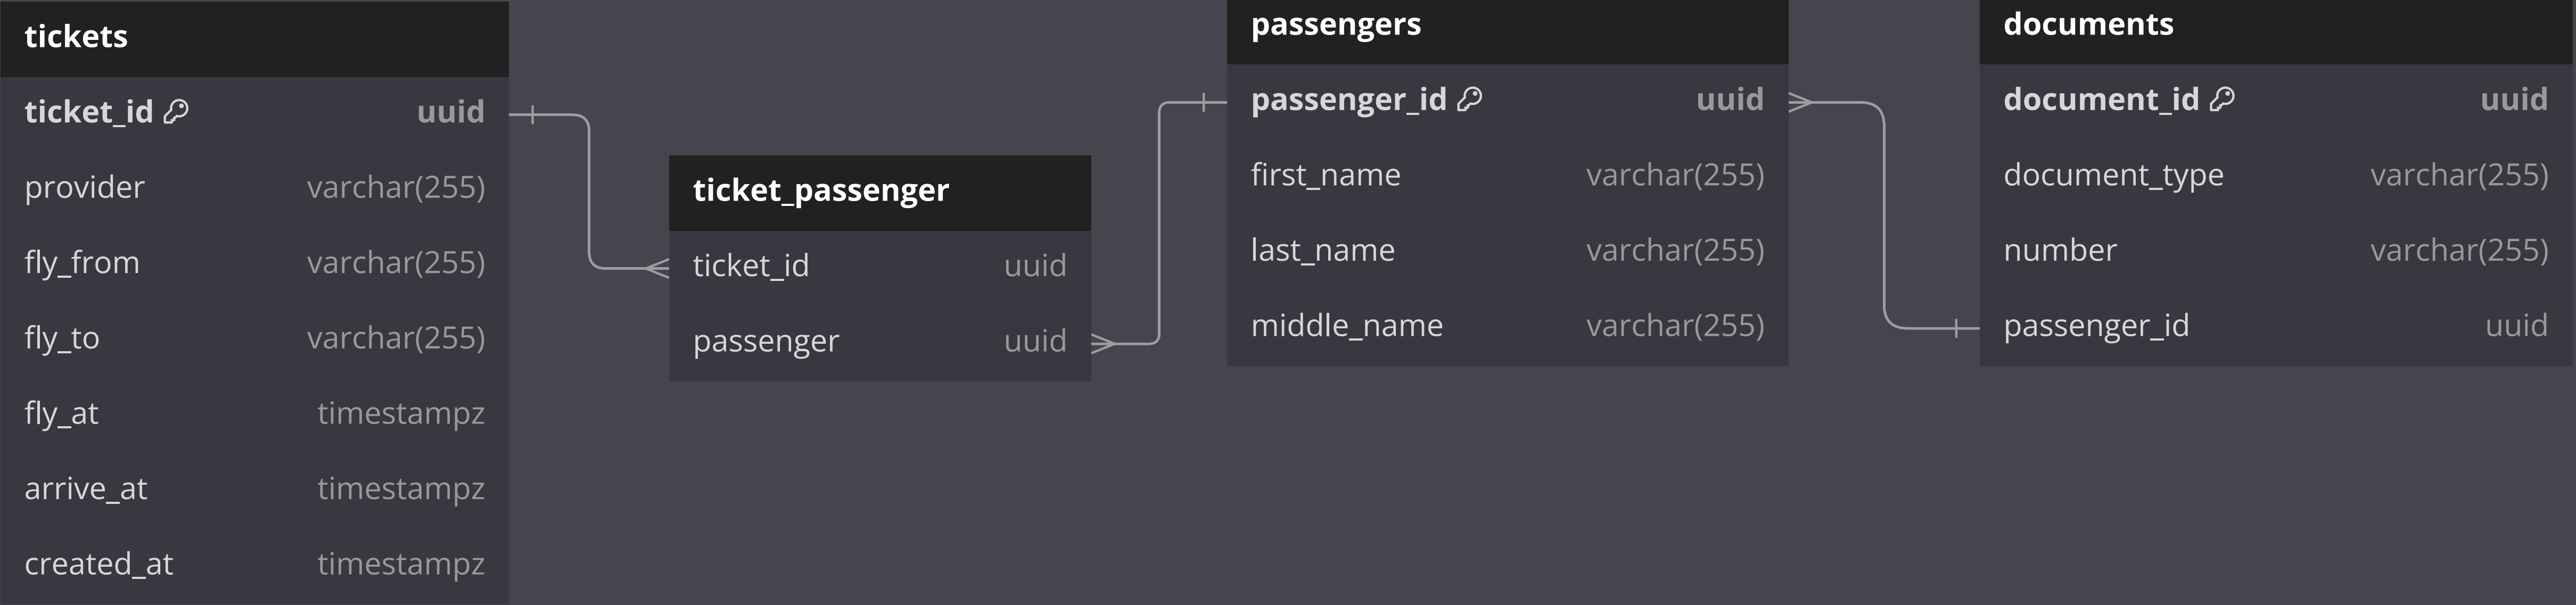 tickets
ticket_id uuid
provider varchar(255)
fly_from varchar(255)
fly_to varchar(255)
fly_at timestampz
arrive_at timestampz
created_at timestampz
ticket_passenger
ticket_id uuid
passenger uuid
passengers
passenger_id uuid
first_name varchar(255)
last_name varchar(255)
middle_name varchar(255)
documents
document_id uuid
document_type varchar(255)
number varchar(255)
passenger_id uuid